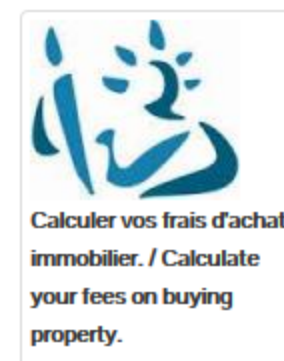 Calculer vos frais d'achat
immobilier. / Calculate
your fees on buying
property.